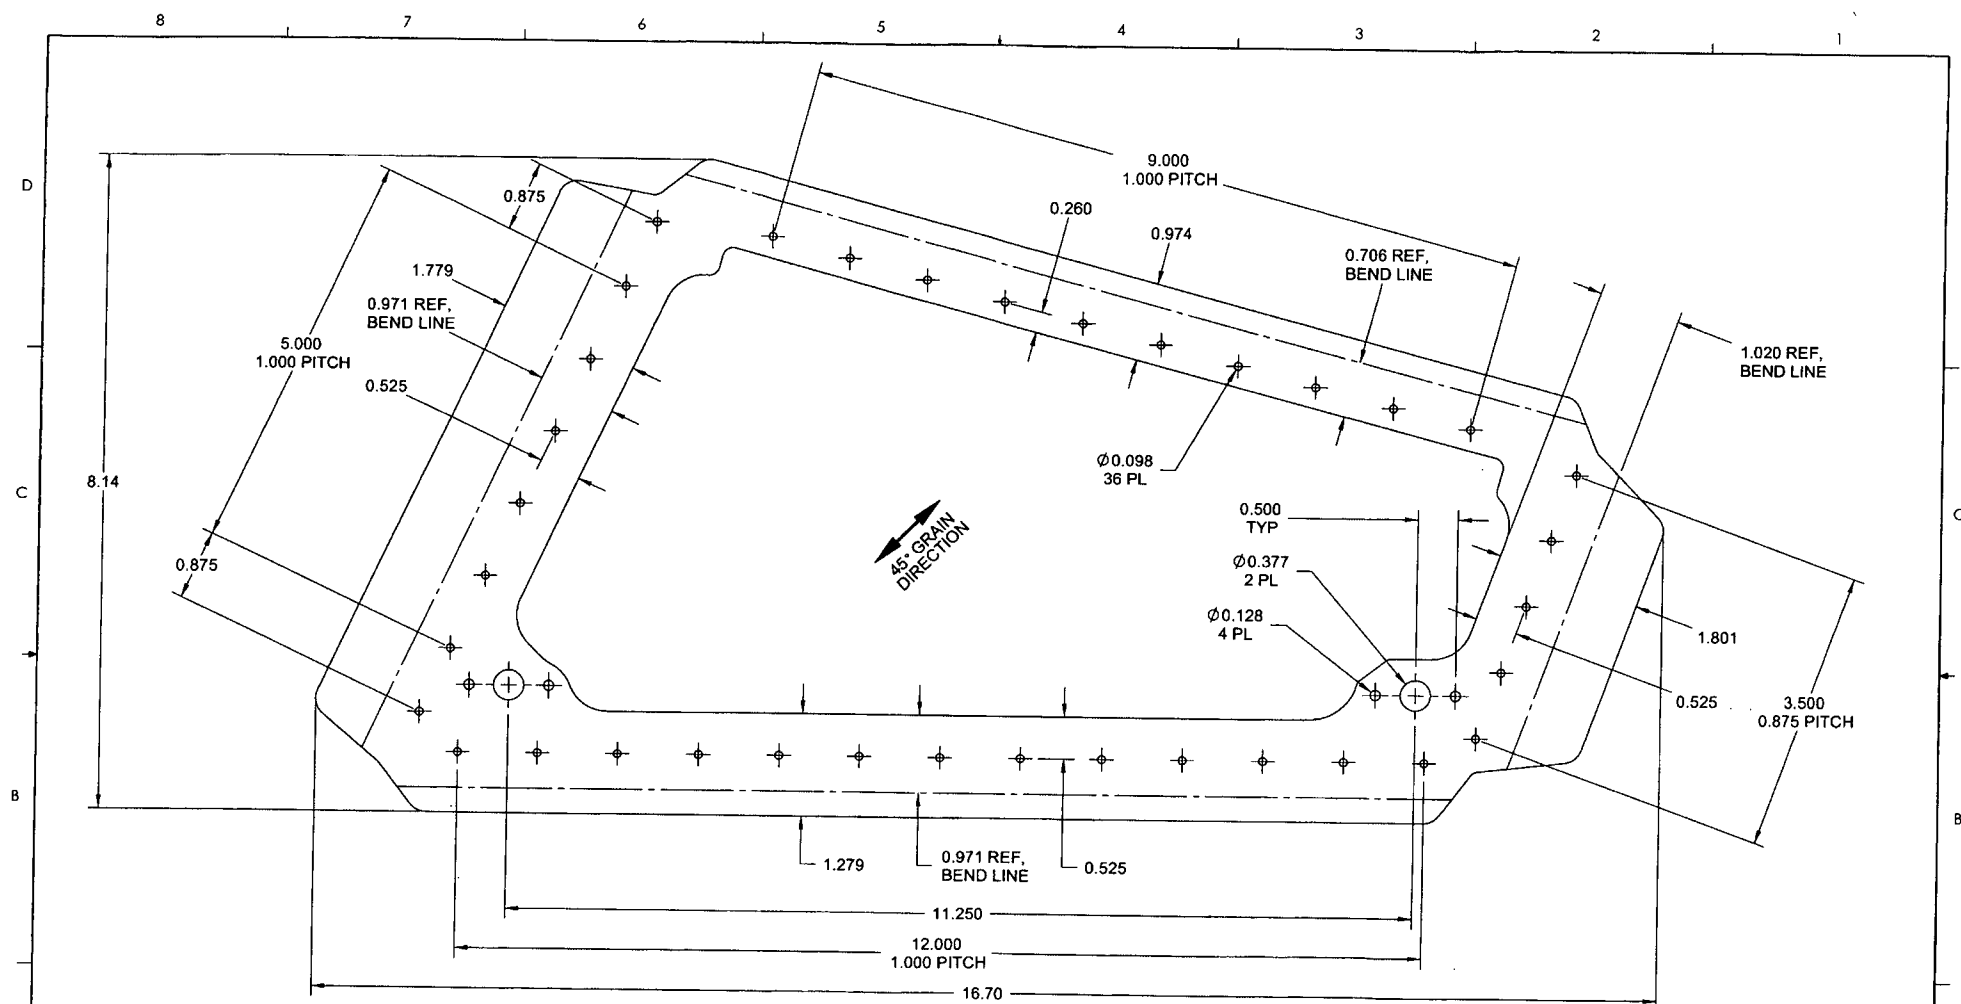 8 7 6 5 4 3 2 1
D
9.000
1.000 PITCH
0.875
0.260
0.974
0.706 REF,
BEND LINE
1.779
0.971 REF,
BEND LINE
5.000
1.000 PITCH
0.525
1.020 REF,
BEND LINE
8.14
C
Ø0.098
36 PL
45° GRAIN
DIRECTION
0.500
TYP
C
0.875
Ø0.377
2 PL
Ø0.128
4 PL
1.801
0.525
3.500
0.875 PITCH
B
B
1.279
0.971 REF,
BEND LINE
0.525
11.250
12.000
1.000 PITCH
16.70